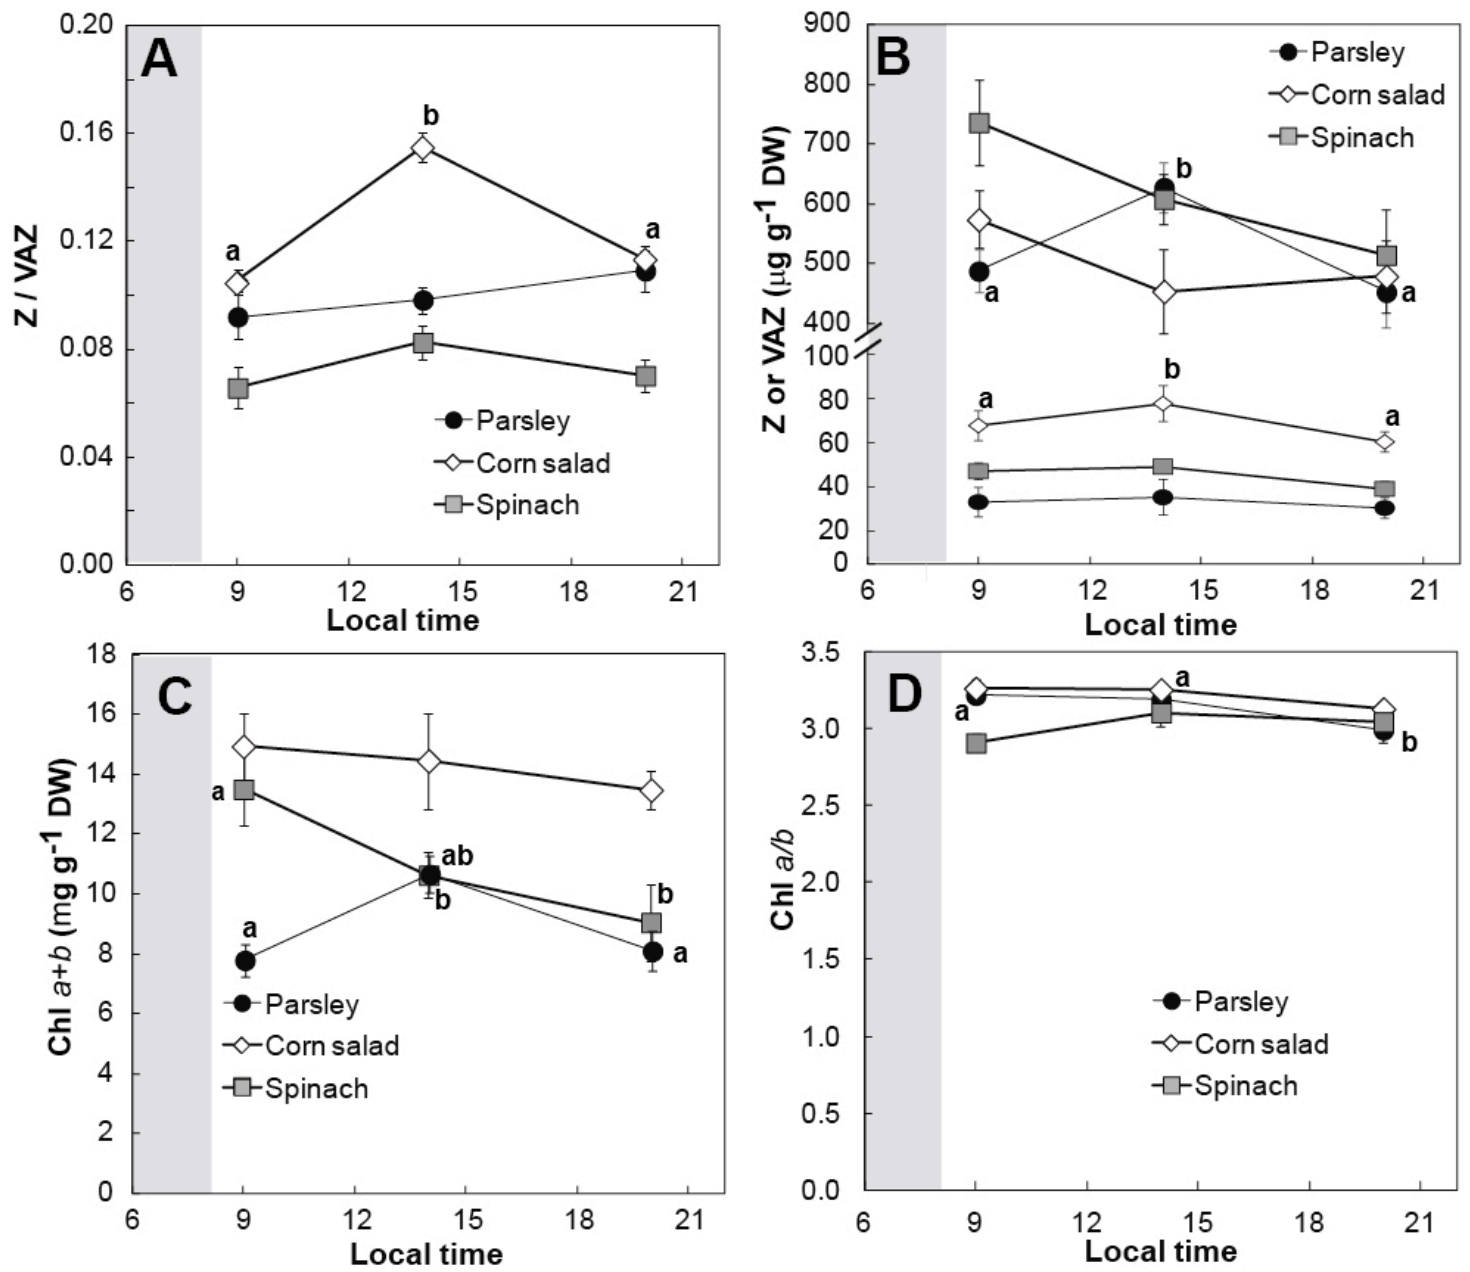 A
0.20
0.16
0.12
0.08
0.04
0.00
Z / VAZ
a
b
a
Parsley
Corn salad
Spinach
6 9 12 15 18 21
Local time
B
900
800
700
600
500
400
100
80
60
40
20
0
Z or VAZ (µg g-1 DW)
Parsley
Corn salad
Spinach
b
a
a
a
b
a
6 9 12 15 18 21
Local time
C
18
16
14
12
10
8
6
4
2
0
Chl a+b (mg g-1 DW)
a
ab
b
b
a
a
Parsley
Corn salad
Spinach
6 9 12 15 18 21
Local time
D
3.5
3.0
2.5
2.0
1.5
1.0
0.5
0.0
Chl a/b
a
a
b
Parsley
Corn salad
Spinach
6 9 12 15 18 21
Local time